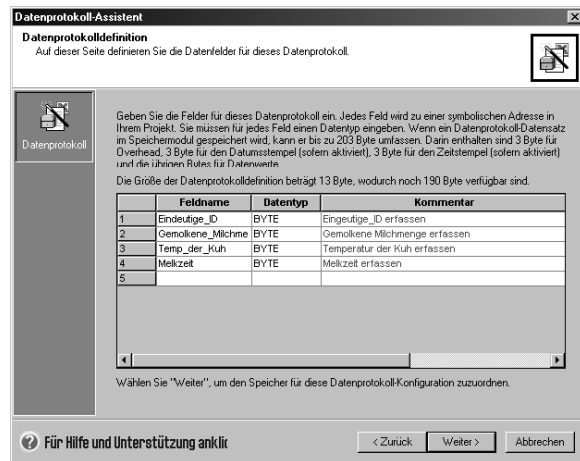 Datenprotokoll-Assistent
Datenprotokolldefinition
Auf dieser Seite definieren Sie die Datenfelder für dieses Datenprotokoll.
Datenprotokoll
Geben Sie die Felder für dieses Datenprotokoll ein. Jedes Feld wird zu einer symbolischen Adresse in
Ihrem Projekt. Sie müssen für jedes Feld einen Datentyp eingeben. Wenn ein Datenprotokoll-Datensatz
im Speichermodul gespeichert wird, kann er bis zu 203 Byte umfassen. Darin enthalten sind 3 Byte für
Overhead, 3 Byte für den Datumsstempel (sofern aktiviert), 3 Byte für den Zeitstempel (sofern aktiviert)
und die übrigen Bytes für Datenwerte.
Die Größe der Datenprotokolldefinition beträgt 13 Byte, wodurch noch 190 Byte verfügbar sind.
Feldname Datentyp Kommentar
1 Eindeutige_ID BYTE Eingeutige_ID erfassen
2 Gemolkene_Milchme BYTE Gemolkene Milchmenge erfassen
3 Temp_der_Kuh BYTE Temperatur der Kuh erfassen
4 Melkzeit BYTE Melkzeit erfassen
5
Wählen Sie "Weiter", um den Speicher für diese Datenprotokoll-Konfiguration zuzuordnen.
Für Hilfe und Unterstützung anklic
< Zurück Weiter > Abbrechen